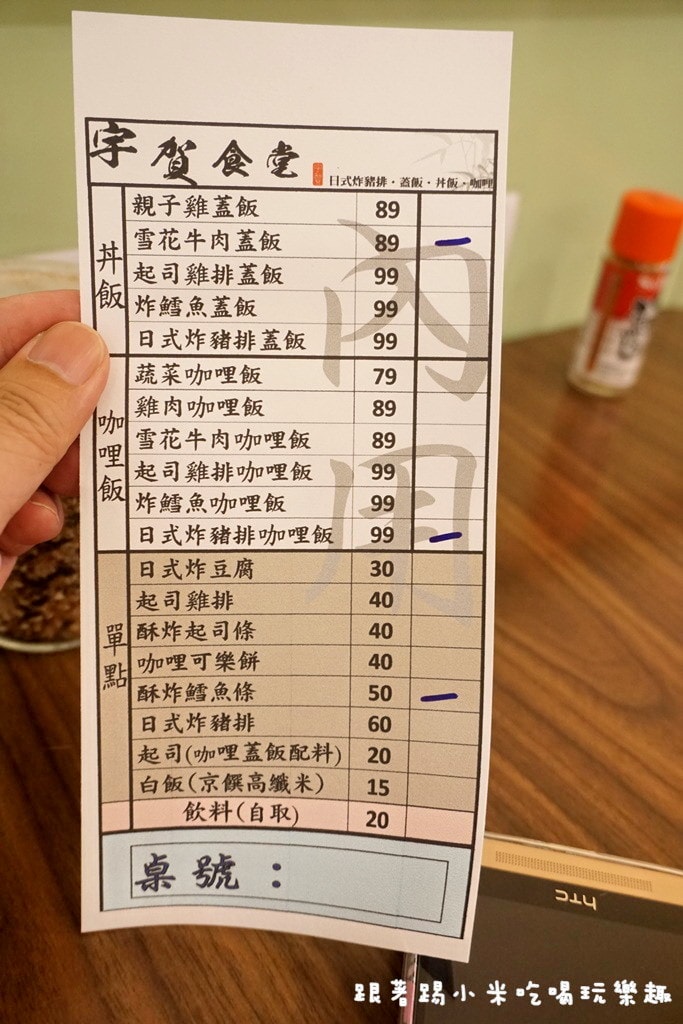 宇賀食堂
日式炸豬排・蓋飯・丼飯・咖哩
內用
丼飯
親子雞蓋飯 89
雪花牛肉蓋飯 89
起司雞排蓋飯 99
炸鱈魚蓋飯 99
日式炸豬排蓋飯 99
咖哩飯
蔬菜咖哩飯 79
雞肉咖哩飯 89
雪花牛肉咖哩飯 89
起司雞排咖哩飯 99
炸鱈魚咖哩飯 99
日式炸豬排咖哩飯 99
單點
日式炸豆腐 30
起司雞排 40
酥炸起司條 40
咖哩可樂餅 40
酥炸鱈魚條 50
日式炸豬排 60
起司(咖哩蓋飯配料) 20
白飯(京饌高纖米) 15
飲料(自取) 20
桌號：
hTC
跟著踢小米吃喝玩樂趣